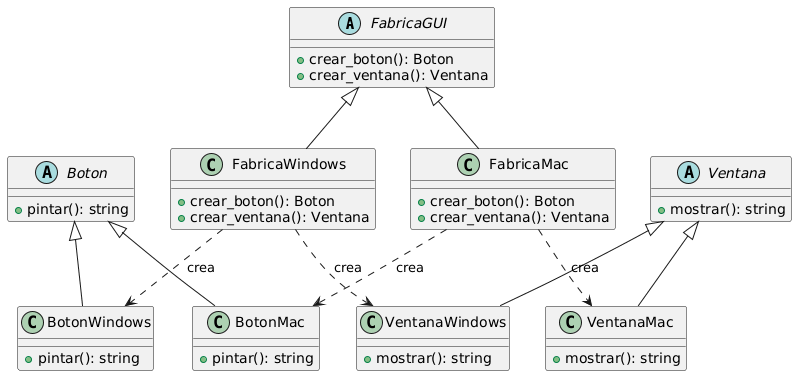 A FabricaGUI
crear_boton(): Boton
crear_ventana(): Ventana
A Boton
pintar(): string
C FabricaWindows
crear_boton(): Boton
crear_ventana(): Ventana
C FabricaMac
crear_boton(): Boton
crear_ventana(): Ventana
A Ventana
mostrar(): string
crea
crea
crea
crea
C BotonWindows
pintar(): string
C BotonMac
pintar(): string
C VentanaWindows
mostrar(): string
C VentanaMac
mostrar(): string